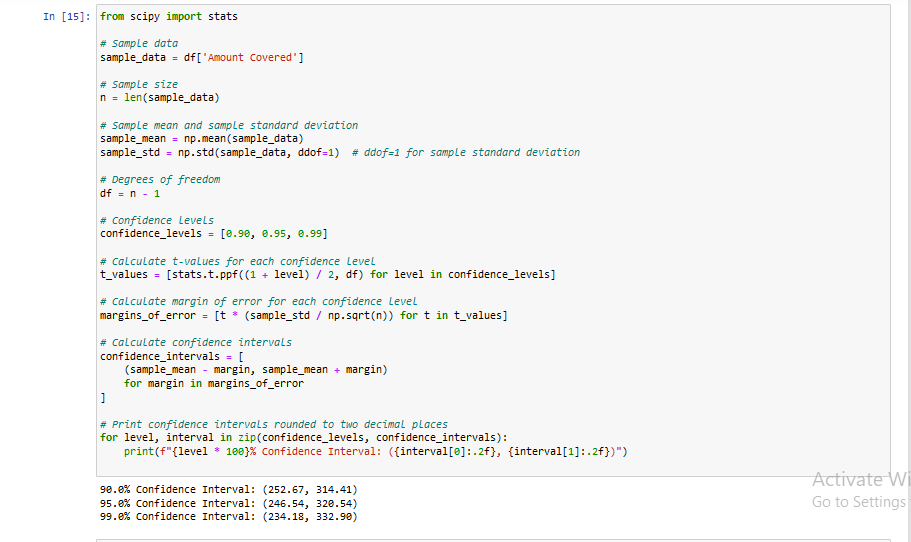 In [15]: from scipy import stats
# Sample data
sample_data = df['Amount Covered']
# Sample size
n = len(sample_data)
# Sample mean and sample standard deviation
sample_mean = np.mean(sample_data)
sample_std = np.std(sample_data, ddof=1)  # ddof=1 for sample standard deviation
# Degrees of freedom
df = n - 1
# Confidence levels
confidence_levels = [0.90, 0.95, 0.99]
# Calculate t-values for each confidence level
t_values = [stats.t.ppf((1 + level) / 2, df) for level in confidence_levels]
# Calculate margin of error for each confidence level
margins_of_error = [t * (sample_std / np.sqrt(n)) for t in t_values]
# Calculate confidence intervals
confidence_intervals = [
    (sample_mean - margin, sample_mean + margin)
    for margin in margins_of_error
]
# Print confidence intervals rounded to two decimal places
for level, interval in zip(confidence_levels, confidence_intervals):
    print(f"{level * 100}% Confidence Interval: ({interval[0]:.2f}, {interval[1]:.2f})")
90.0% Confidence Interval: (252.67, 314.41)
95.0% Confidence Interval: (246.54, 320.54)
99.0% Confidence Interval: (234.18, 332.90)
Activate Wi
Go to Settings